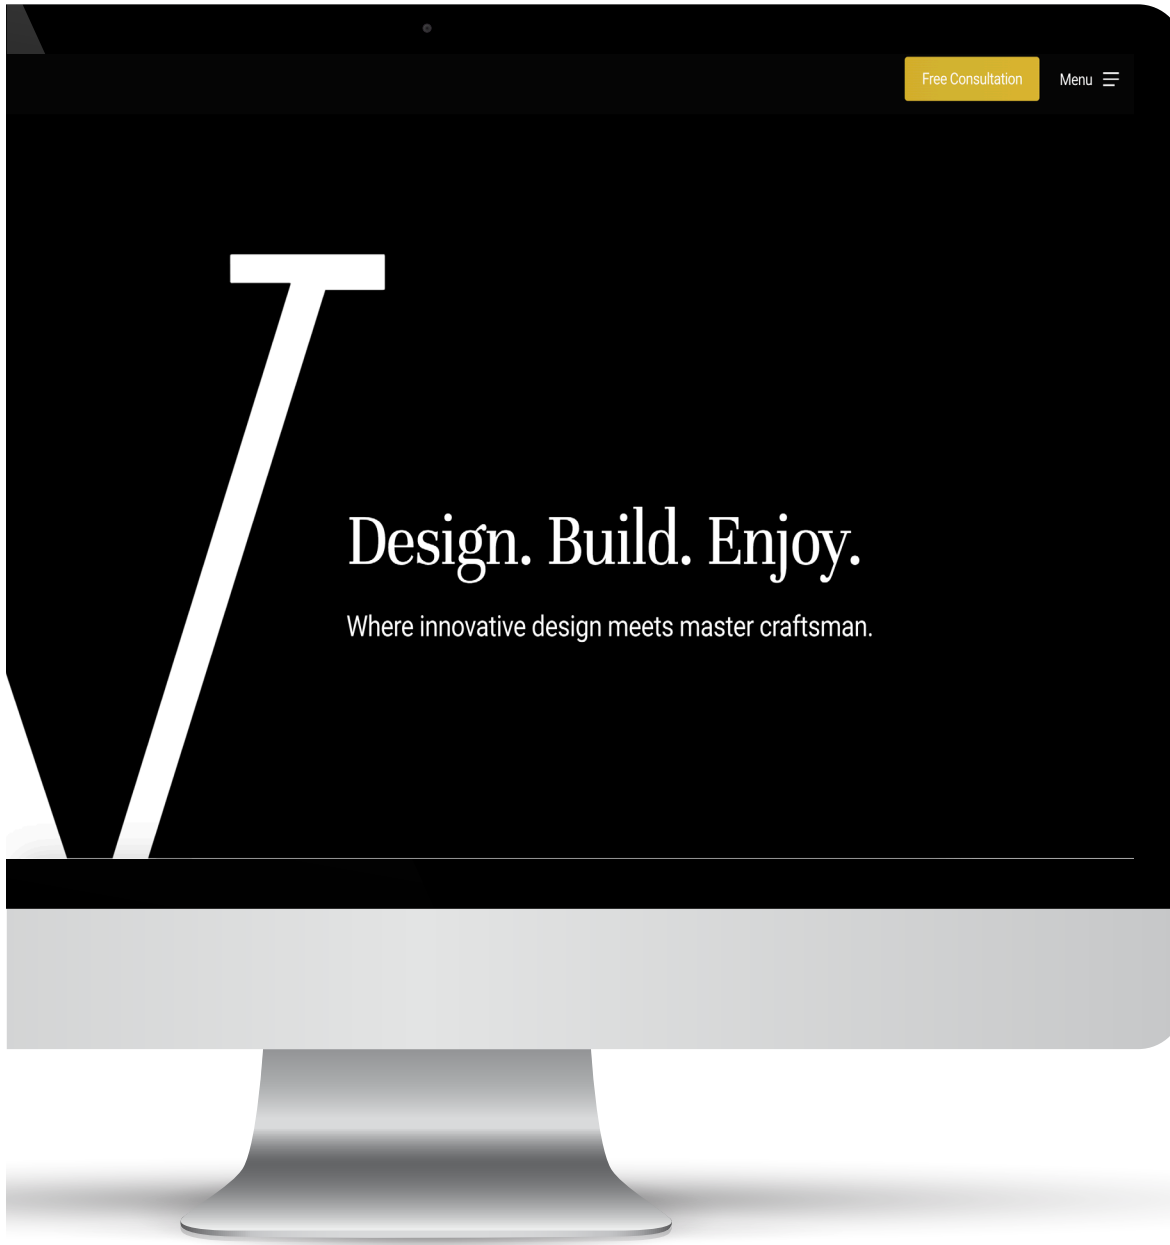 Free Consultation Menu
V
Design. Build. Enjoy.
Where innovative design meets master craftsman.